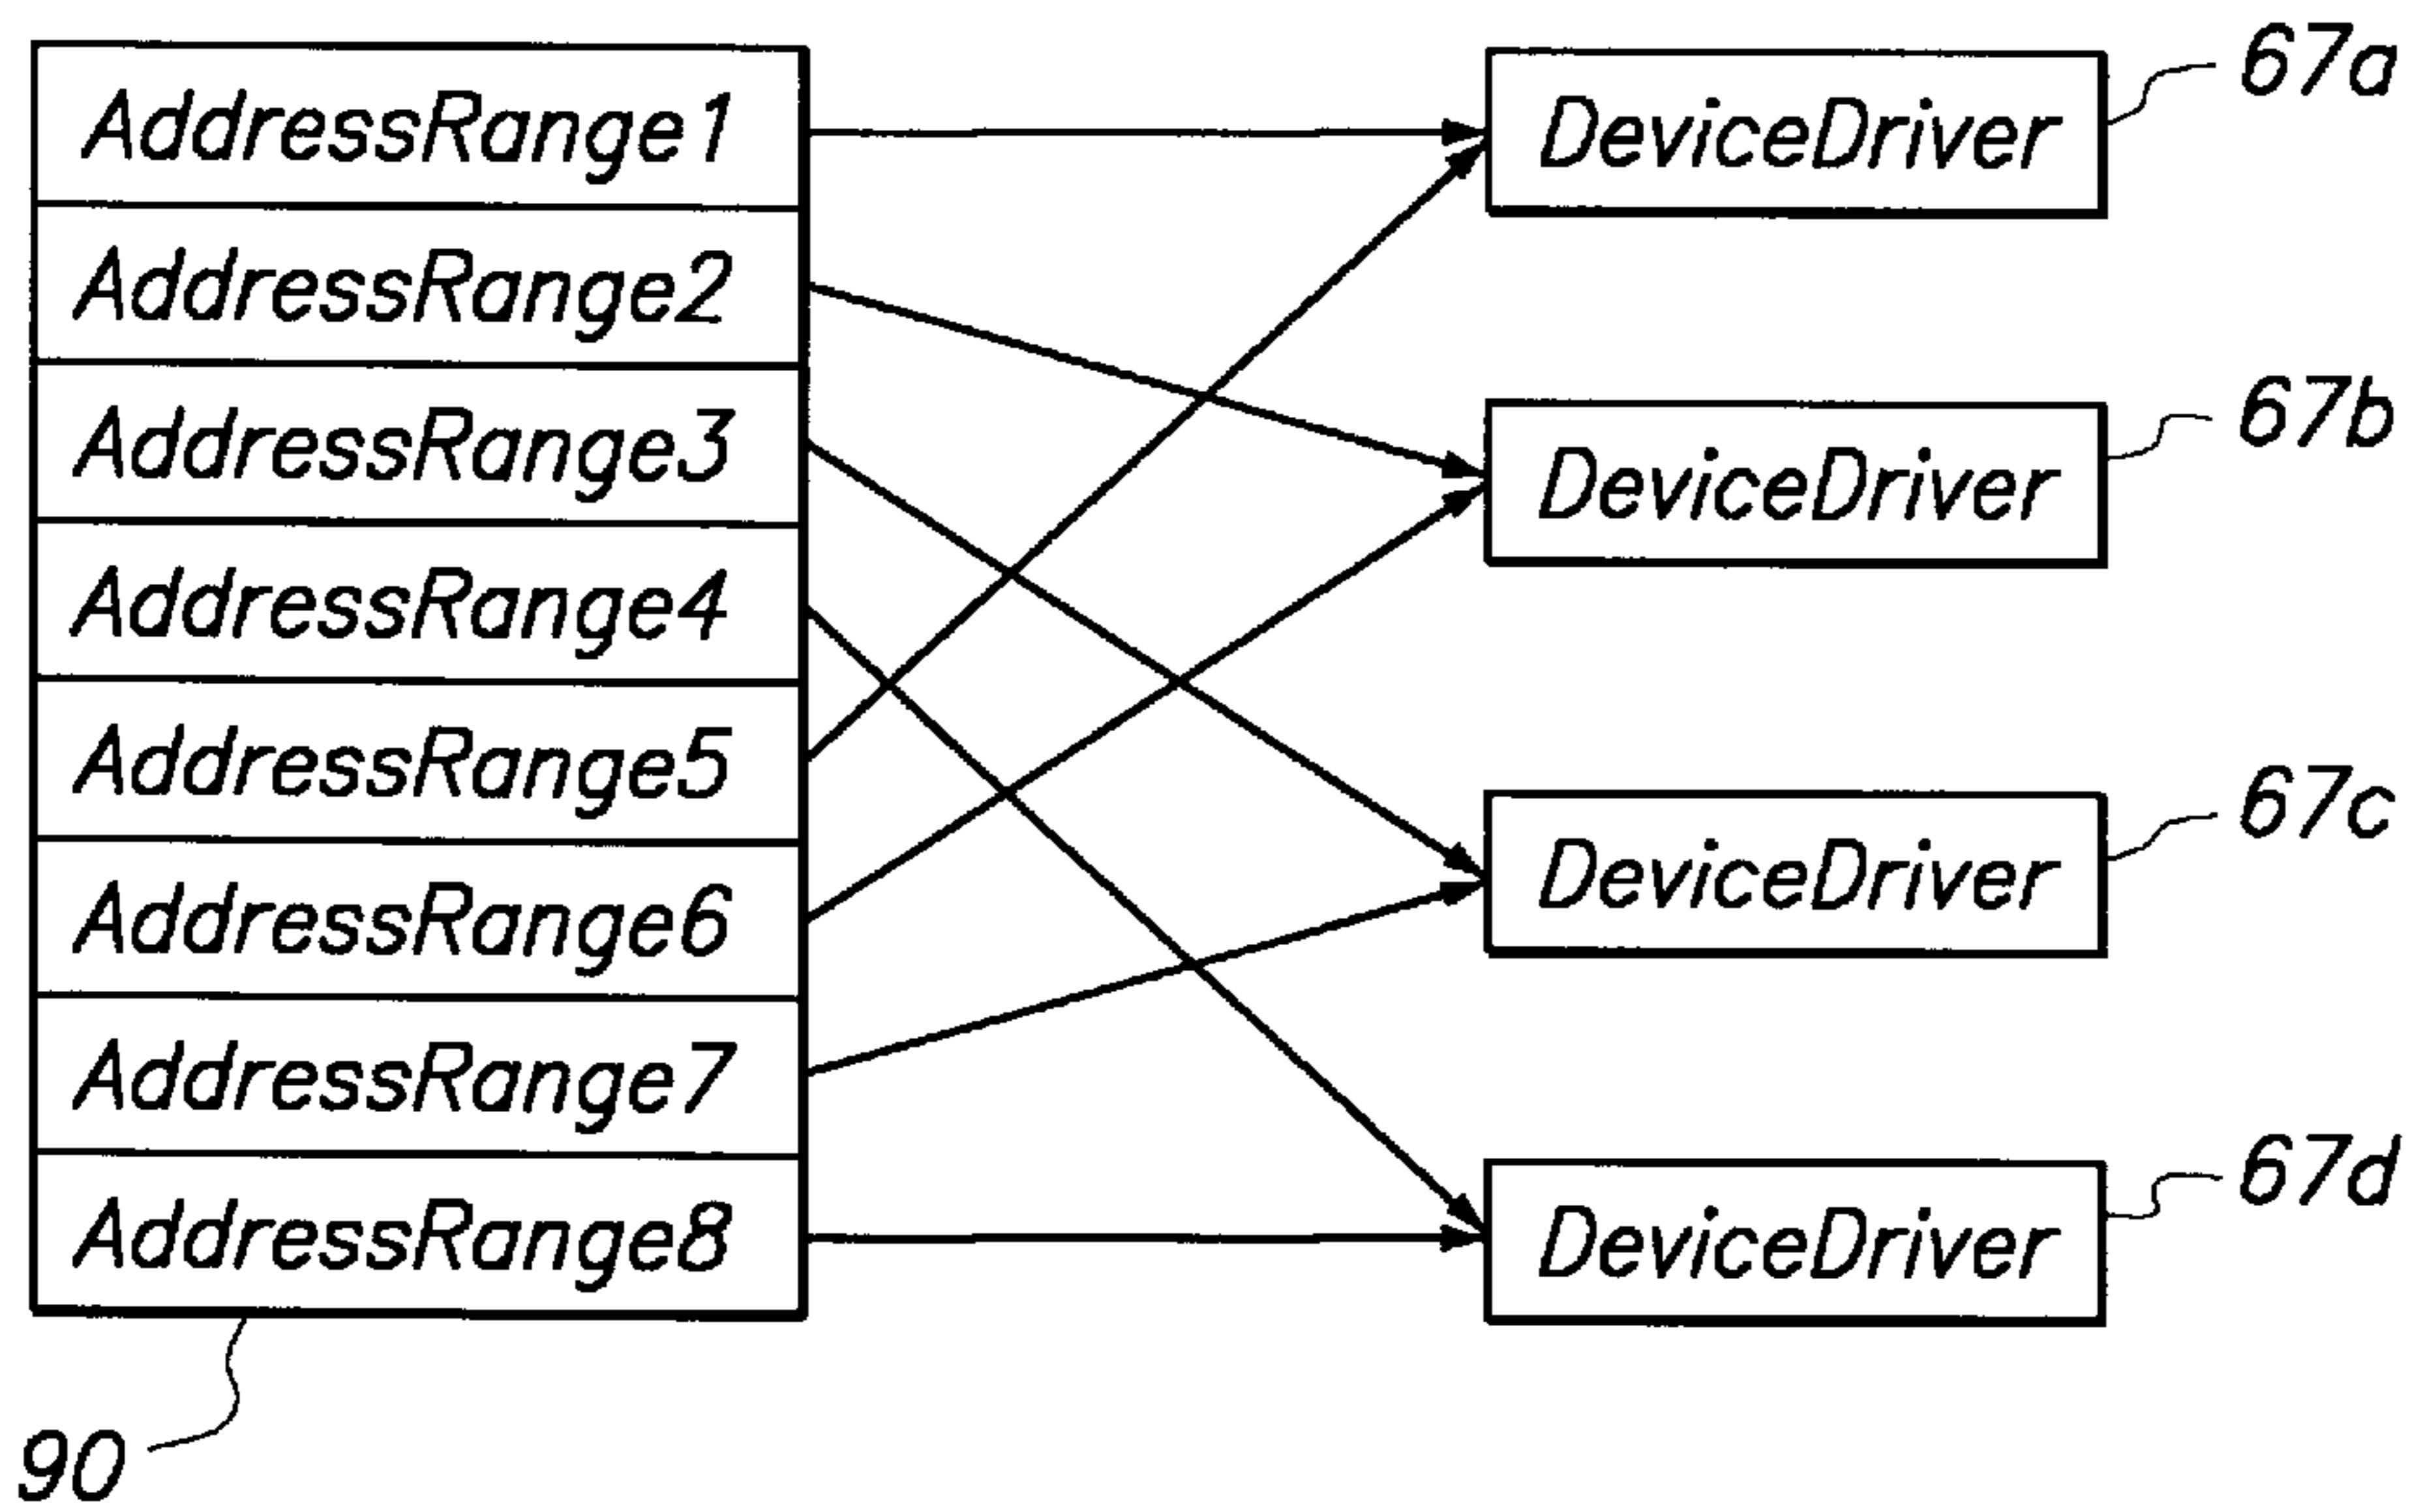 AddressRange1
AddressRange2
AddressRange3
AddressRange4
AddressRange5
AddressRange6
AddressRange7
AddressRange8
90
DeviceDriver
67a
DeviceDriver
67b
DeviceDriver
67c
DeviceDriver
67d